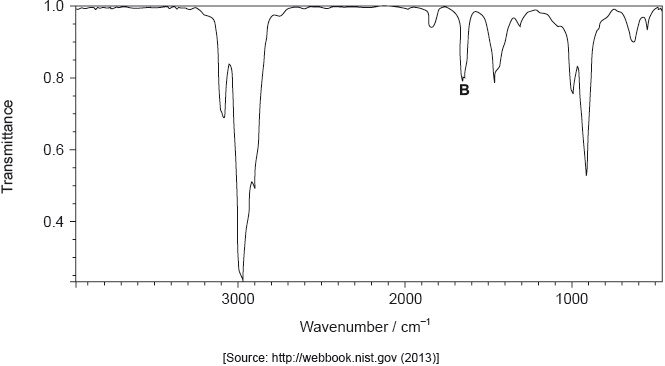 1.0
0.8
0.6
0.4
Transmittance
B
3000
2000
1000
Wavenumber / cm⁻¹
[Source: http://webbook.nist.gov (2013)]